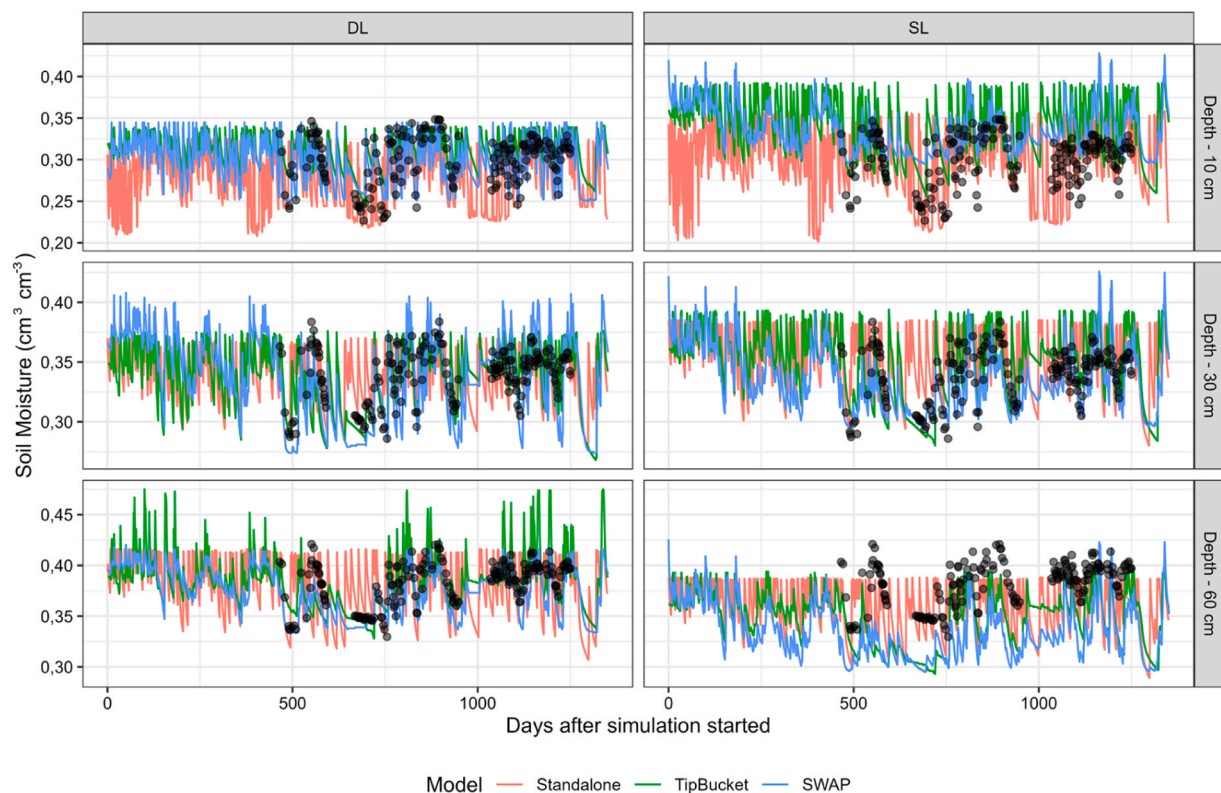 DL SL
0,40
0,35
0,30
0,25
0,20
Depth - 10 cm
0,40
0,35
0,30
Depth - 30 cm
0,45
0,40
0,35
0,30
Depth - 60 cm
Soil Moisture (cm³ cm⁻³)
0 500 1000 0 500 1000
Days after simulation started
Model Standalone TipBucket SWAP